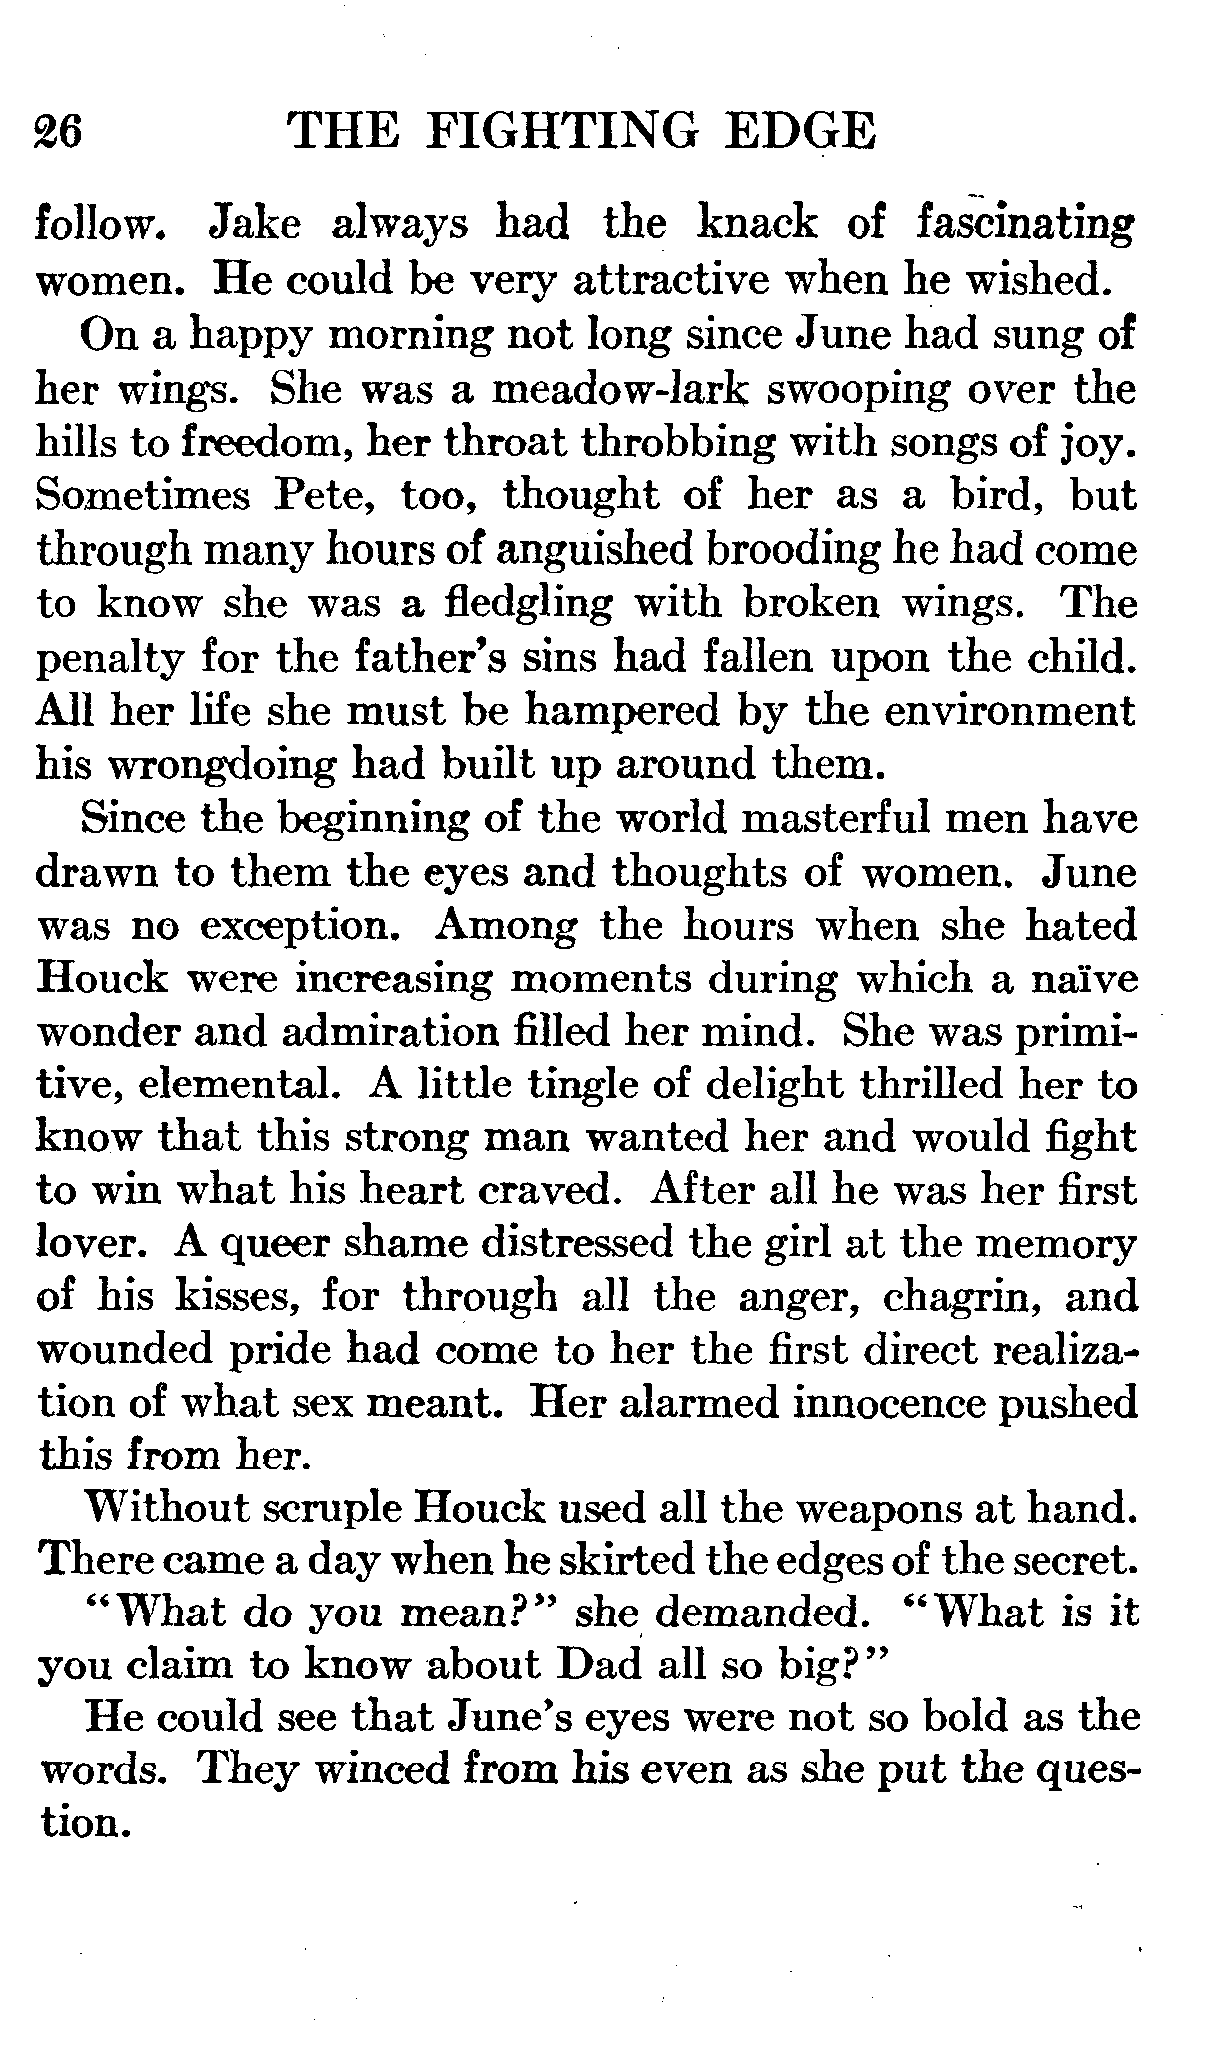 26 THE FIGHTING EDGE
follow. Jake always had the knack of fascinating
women. He could be very attractive when he wished.
On a happy morning not long since June had sung of
her wings. She was a meadow-lark swooping over the
hills to freedom, her throat throbbing with songs of joy.
Sometimes Pete, too, thought of her as a bird, but
through many hours of anguished brooding he had come
to know she was a fledgling with broken wings. The
penalty for the father's sins had fallen upon the child.
All her life she must be hampered by the environment
his wrongdoing had built up around them.
Since the beginning of the world masterful men have
drawn to them the eyes and thoughts of women. June
was no exception. Among the hours when she hated
Houck were increasing moments during which a naïve
wonder and admiration filled her mind. She was primi-
tive, elemental. A little tingle of delight thrilled her to
know that this strong man wanted her and would fight
to win what his heart craved. After all he was her first
lover. A queer shame distressed the girl at the memory
of his kisses, for through all the anger, chagrin, and
wounded pride had come to her the first direct realiza-
tion of what sex meant. Her alarmed innocence pushed
this from her.
Without scruple Houck used all the weapons at hand.
There came a day when he skirted the edges of the secret.
"What do you mean?" she demanded. "What is it
you claim to know about Dad all so big?"
He could see that June's eyes were not so bold as the
words. They winced from his even as she put the ques-
tion.